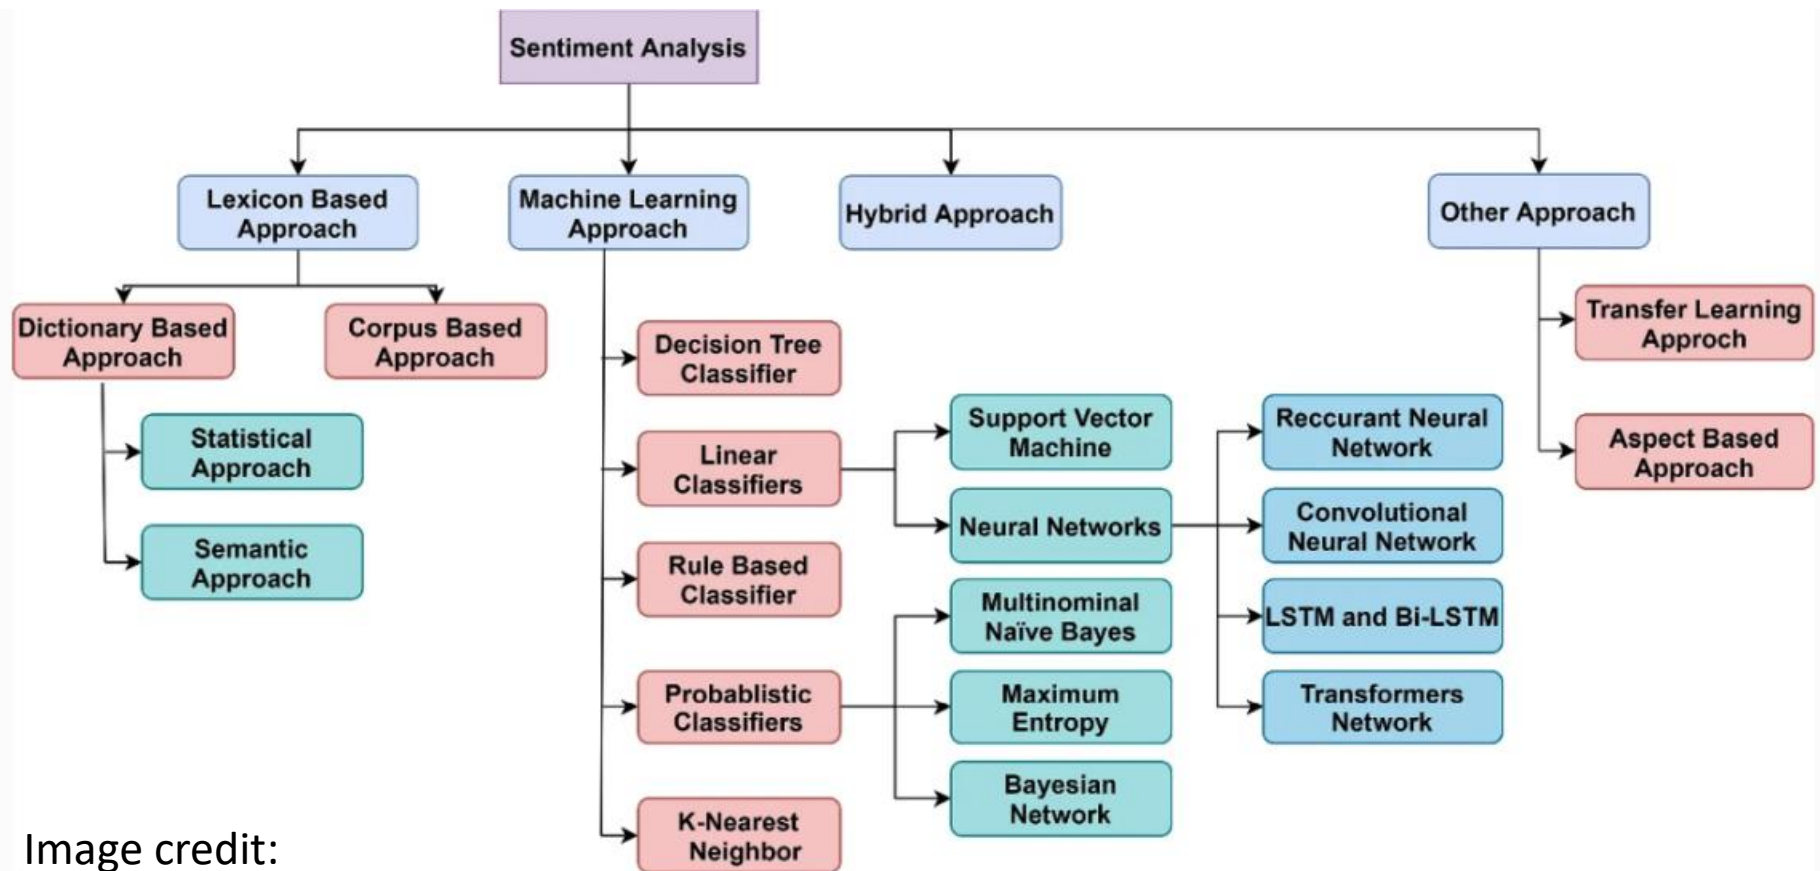 Sentiment Analysis
Lexicon Based
Approach
Machine Learning
Approach
Hybrid Approach
Other Approach
Dictionary Based
Approach
Corpus Based
Approach
Statistical
Approach
Semantic
Approach
Decision Tree
Classifier
Linear
Classifiers
Rule Based
Classifier
Probablistic
Classifiers
K-Nearest
Neighbor
Support Vector
Machine
Neural Networks
Multinominal
Naïve Bayes
Maximum
Entropy
Bayesian
Network
Reccurant Neural
Network
Convolutional
Neural Network
LSTM and Bi-LSTM
Transformers
Network
Transfer Learning
Approch
Aspect Based
Approach
Image credit: